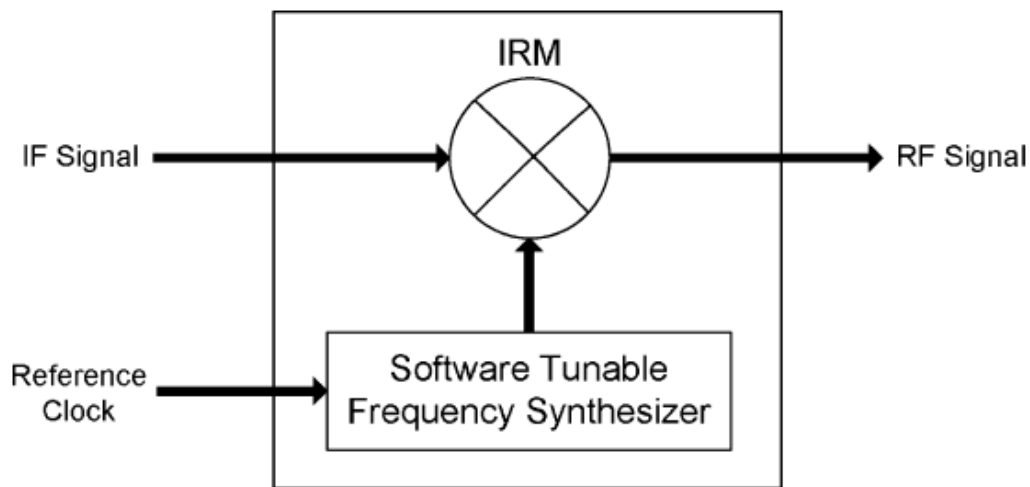 IRM
IF Signal
RF Signal
Software Tunable
Frequency Synthesizer
Reference
Clock